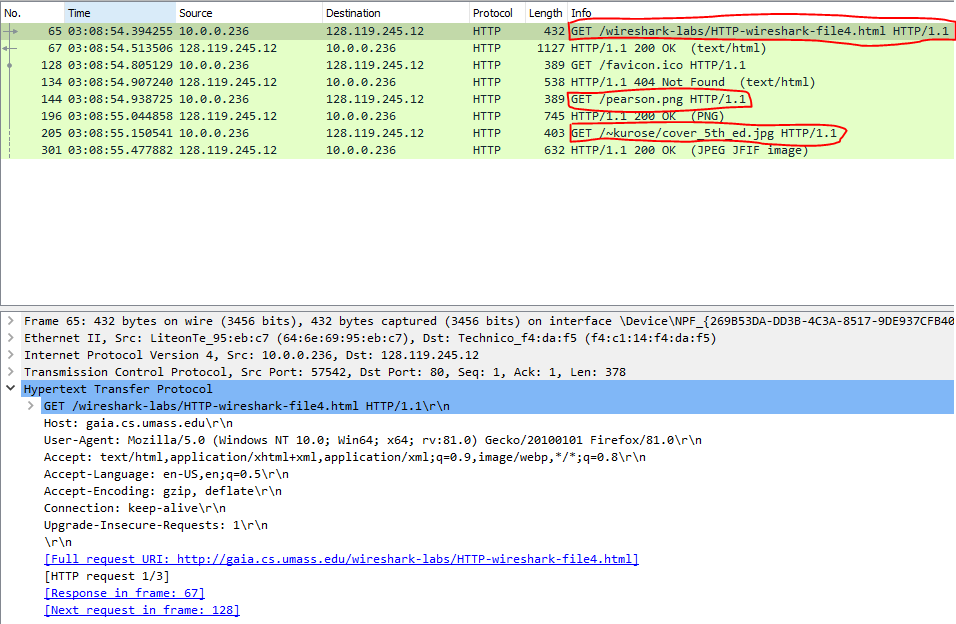 No. Time Source Destination Protocol Length Info
65 03:08:54.394255 10.0.0.236 128.119.245.12 HTTP 432 GET /wireshark-labs/HTTP-wireshark-file4.html HTTP/1.1
67 03:08:54.513506 128.119.245.12 10.0.0.236 HTTP 1127 HTTP/1.1 200 OK (text/html)
128 03:08:54.805129 10.0.0.236 128.119.245.12 HTTP 389 GET /favicon.ico HTTP/1.1
134 03:08:54.907240 128.119.245.12 10.0.0.236 HTTP 538 HTTP/1.1 404 Not Found (text/html)
144 03:08:54.938725 10.0.0.236 128.119.245.12 HTTP 389 GET /pearson.png HTTP/1.1
196 03:08:55.044858 128.119.245.12 10.0.0.236 HTTP 745 HTTP/1.1 200 OK (PNG)
205 03:08:55.150541 10.0.0.236 128.119.245.12 HTTP 403 GET /~kurose/cover_5th_ed.jpg HTTP/1.1
301 03:08:55.477882 128.119.245.12 10.0.0.236 HTTP 632 HTTP/1.1 200 OK (JPEG JFIF image)
Frame 65: 432 bytes on wire (3456 bits), 432 bytes captured (3456 bits) on interface \Device\NPF_{269B53DA-DD3B-4C3A-8517-9DE937CFB40
Ethernet II, Src: LiteonTe_95:eb:c7 (64:6e:69:95:eb:c7), Dst: Technico_f4:da:f5 (f4:c1:14:f4:da:f5)
Internet Protocol Version 4, Src: 10.0.0.236, Dst: 128.119.245.12
Transmission Control Protocol, Src Port: 57542, Dst Port: 80, Seq: 1, Ack: 1, Len: 378
Hypertext Transfer Protocol
GET /wireshark-labs/HTTP-wireshark-file4.html HTTP/1.1\r\n
Host: gaia.cs.umass.edu\r\n
User-Agent: Mozilla/5.0 (Windows NT 10.0; Win64; x64; rv:81.0) Gecko/20100101 Firefox/81.0\r\n
Accept: text/html,application/xhtml+xml,application/xml;q=0.9,image/webp,*/*;q=0.8\r\n
Accept-Language: en-US,en;q=0.5\r\n
Accept-Encoding: gzip, deflate\r\n
Connection: keep-alive\r\n
Upgrade-Insecure-Requests: 1\r\n
\r\n
[Full request URI: http://gaia.cs.umass.edu/wireshark-labs/HTTP-wireshark-file4.html]
[HTTP request 1/3]
[Response in frame: 67]
[Next request in frame: 128]